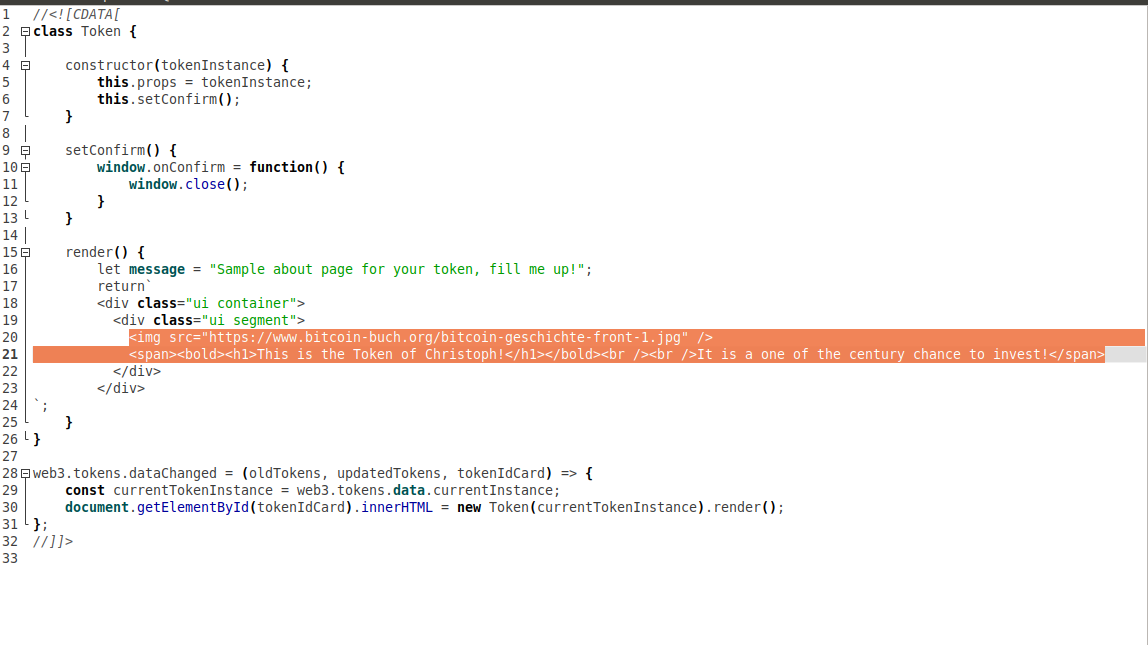 1 //<![CDATA[
2 class Token {
3
4     constructor(tokenInstance) {
5         this.props = tokenInstance;
6         this.setConfirm();
7     }
8
9     setConfirm() {
10         window.onConfirm = function() {
11             window.close();
12         }
13     }
14
15     render() {
16         let message = "Sample about page for your token, fill me up!";
17         return`
18         <div class="ui container">
19           <div class="ui segment">
20             <img src="https://www.bitcoin-buch.org/bitcoin-geschichte-front-1.jpg" />
21             <span><bold><h1>This is the Token of Christoph!</h1></bold><br /><br />It is a one of the century chance to invest!</span>
22           </div>
23         </div>
24 `;
25     }
26 }
27
28 web3.tokens.dataChanged = (oldTokens, updatedTokens, tokenIdCard) => {
29     const currentTokenInstance = web3.tokens.data.currentInstance;
30     document.getElementById(tokenIdCard).innerHTML = new Token(currentTokenInstance).render();
31 };
32 //]]>
33